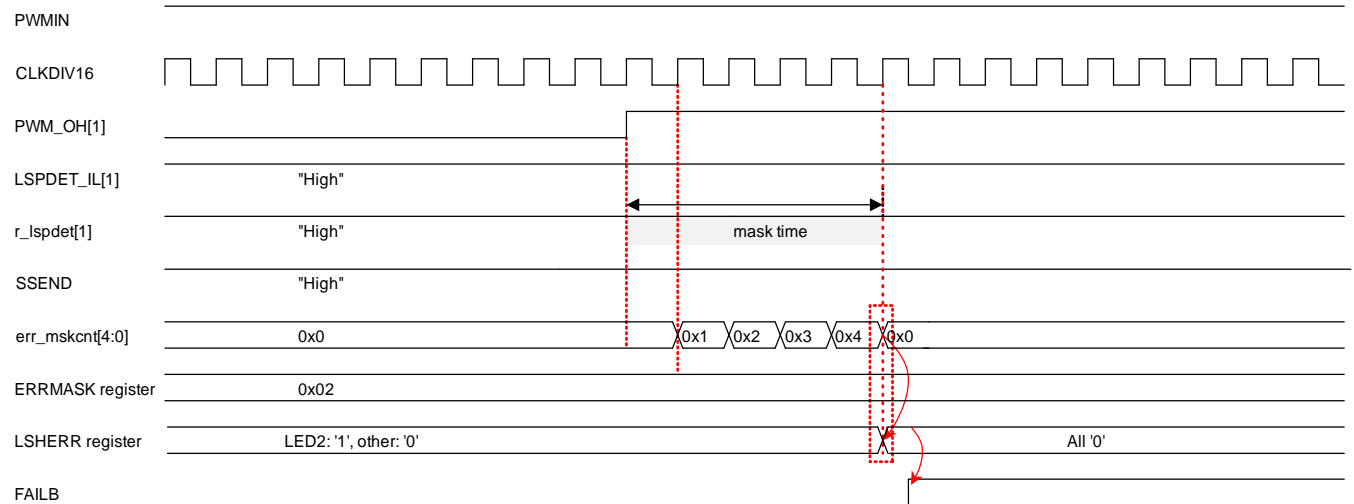 PWMIN
CLKDIV16
PWM_OH[1]
LSPDET_IL[1] "High"
r_lspdet[1] "High" mask time
SSEND "High"
err_mskcnt[4:0] 0x0 0x1 0x2 0x3 0x4 0x0
ERRMASK register 0x02
LSHERR register LED2: '1', other: '0' All '0'
FAILB